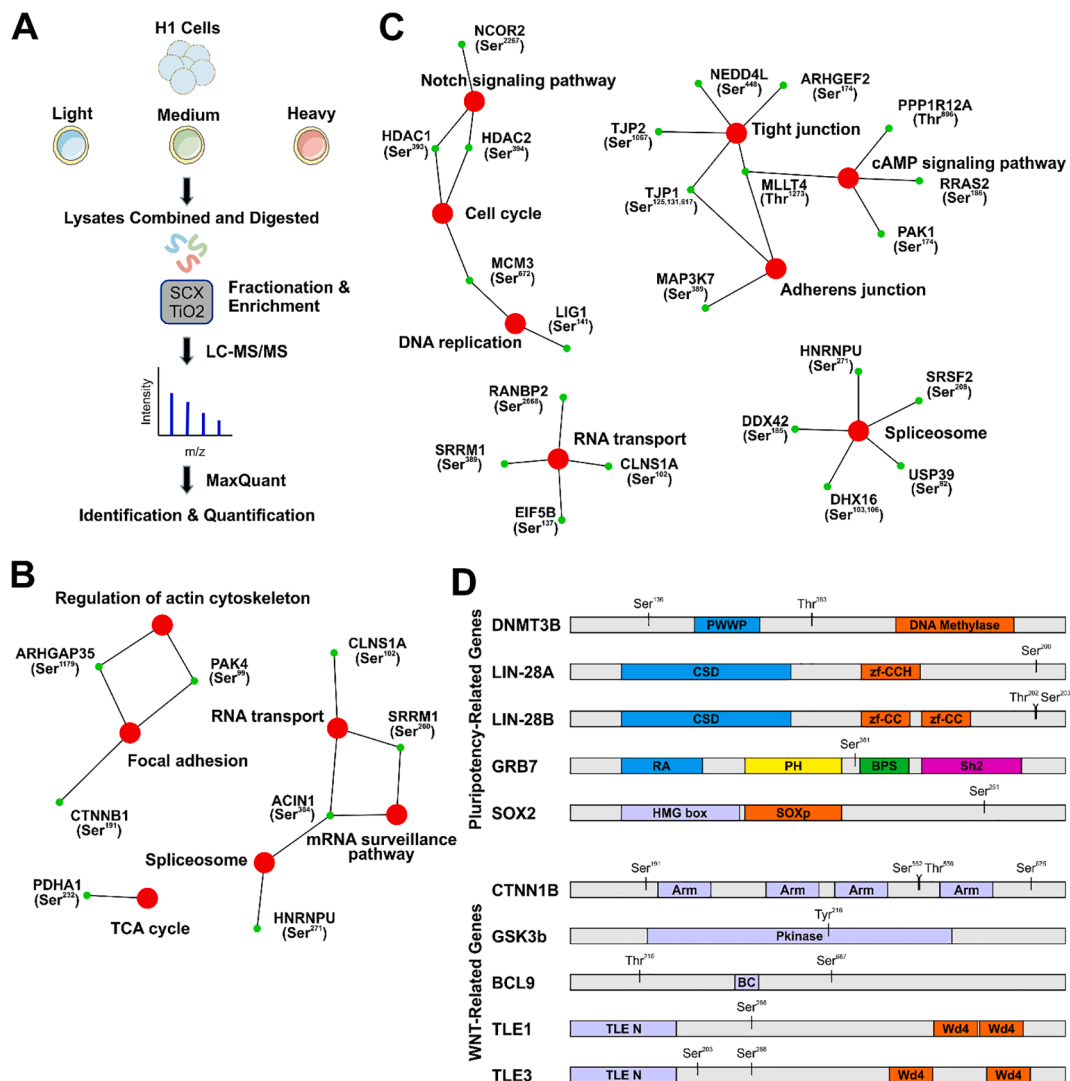 A
H1 Cells
Light
Medium
Heavy
Lysates Combined and Digested
SCX
TiO2
Fractionation &
Enrichment
LC-MS/MS
Intensity
m/z
MaxQuant
Identification & Quantification
B
Regulation of actin cytoskeleton
ARHGAP35
(Ser1179)
PAK4
(Ser99)
Focal adhesion
CTNNB1
(Ser191)
CLNS1A
(Ser102)
RNA transport
SRRM1
(Ser260)
ACIN1
(Ser384)
mRNA surveillance
pathway
Spliceosome
PDHA1
(Ser232)
TCA cycle
HNRNPU
(Ser271)
C
NCOR2
(Ser2267)
Notch signaling pathway
HDAC1
(Ser393)
HDAC2
(Ser394)
Cell cycle
MCM3
(Ser672)
LIG1
(Ser141)
DNA replication
NEDD4L
(Ser448)
ARHGEF2
(Ser174)
TJP2
(Ser1067)
Tight junction
PPP1R12A
(Thr696)
cAMP signaling pathway
TJP1
(Ser125,131,617)
MLLT4
(Thr1273)
RRAS2
(Ser186)
PAK1
(Ser174)
MAP3K7
(Ser389)
Adherens junction
RANBP2
(Ser2668)
RNA transport
SRRM1
(Ser389)
CLNS1A
(Ser102)
EIF5B
(Ser137)
HNRNPU
(Ser271)
SRSF2
(Ser208)
DDX42
(Ser185)
Spliceosome
USP39
(Ser82)
DHX16
(Ser103,106)
D
Pluripotency-Related Genes
Ser136
Thr383
DNMT3B
PWWP
DNA Methylase
Ser200
LIN-28A
CSD
zf-CCH
Thr202 Ser203
LIN-28B
CSD
zf-CC
zf-CC
Ser361
GRB7
RA
PH
BPS
Sh2
Ser251
SOX2
HMG box
SOXp
WNT-Related Genes
Ser191
Ser552 Thr556
Ser675
CTNN1B
Arm
Arm
Arm
Arm
Tyr216
GSK3b
Pkinase
Thr216
Ser667
BCL9
BC
Ser286
TLE1
TLE N
Wd4
Wd4
Ser203
Ser286
TLE3
TLE N
Wd4
Wd4